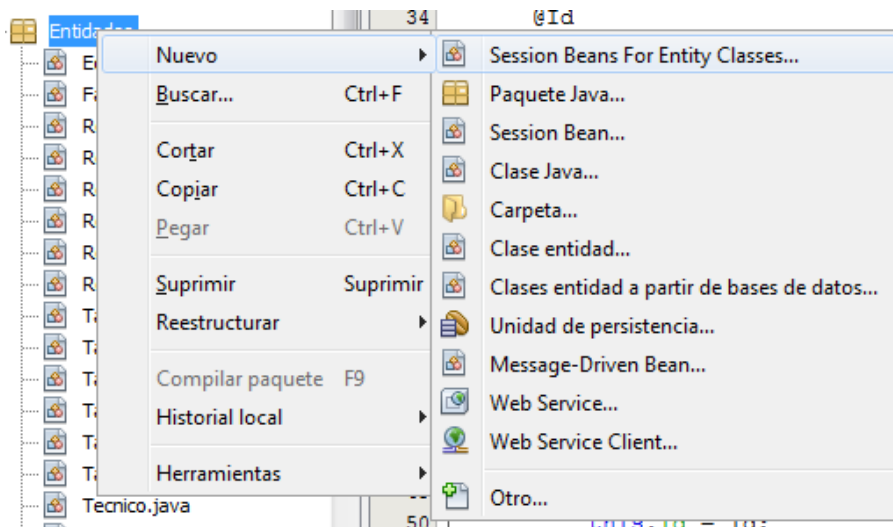 34 @Id
Entidades
Nuevo
Buscar... Ctrl+F
Cortar Ctrl+X
Copiar Ctrl+C
Pegar Ctrl+V
Suprimir Suprimir
Reestructurar
Compilar paquete F9
Historial local
Herramientas
Session Beans For Entity Classes...
Paquete Java...
Session Bean...
Clase Java...
Carpeta...
Clase entidad...
Clases entidad a partir de bases de datos...
Unidad de persistencia...
Message-Driven Bean...
Web Service...
Web Service Client...
Otro...
Tecnico.java
50